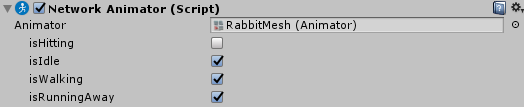 Network Animator (Script)
Animator RabbitMesh (Animator)
isHitting
isIdle
isWalking
isRunningAway